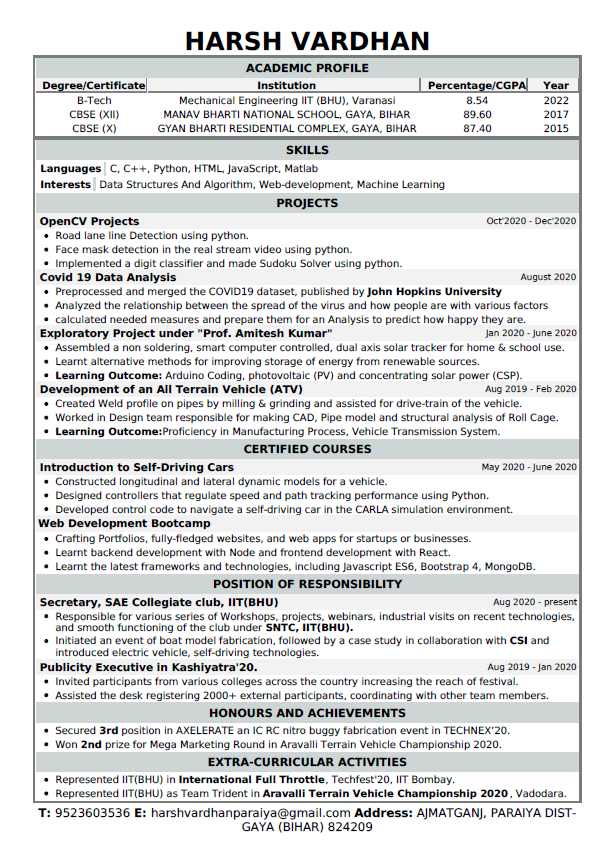 HARSH VARDHAN
ACADEMIC PROFILE
Degree/Certificate Institution Percentage/CGPA Year
B-Tech Mechanical Engineering IIT (BHU), Varanasi 8.54 2022
CBSE (XII) MANAV BHARTI NATIONAL SCHOOL, GAYA, BIHAR 89.60 2017
CBSE (X) GYAN BHARTI RESIDENTIAL COMPLEX, GAYA, BIHAR 87.40 2015
SKILLS
Languages C, C++, Python, HTML, JavaScript, Matlab
Interests Data Structures And Algorithm, Web-development, Machine Learning
PROJECTS
OpenCV Projects Oct'2020 - Dec'2020
• Road lane line Detection using python.
• Face mask detection in the real stream video using python.
• Implemented a digit classifier and made Sudoku Solver using python.
Covid 19 Data Analysis August 2020
• Preprocessed and merged the COVID19 dataset, published by John Hopkins University
• Analyzed the relationship between the spread of the virus and how people are with various factors
• calculated needed measures and prepare them for an Analysis to predict how happy they are.
Exploratory Project under "Prof. Amitesh Kumar" Jan 2020 - June 2020
• Assembled a non soldering, smart computer controlled, dual axis solar tracker for home & school use.
• Learnt alternative methods for improving storage of energy from renewable sources.
• Learning Outcome: Arduino Coding, photovoltaic (PV) and concentrating solar power (CSP).
Development of an All Terrain Vehicle (ATV) Aug 2019 - Feb 2020
• Created Weld profile on pipes by milling & grinding and assisted for drive-train of the vehicle.
• Worked in Design team responsible for making CAD, Pipe model and structural analysis of Roll Cage.
• Learning Outcome:Proficiency in Manufacturing Process, Vehicle Transmission System.
CERTIFIED COURSES
Introduction to Self-Driving Cars May 2020 - June 2020
• Constructed longitudinal and lateral dynamic models for a vehicle.
• Designed controllers that regulate speed and path tracking performance using Python.
• Developed control code to navigate a self-driving car in the CARLA simulation environment.
Web Development Bootcamp
• Crafting Portfolios, fully-fledged websites, and web apps for startups or businesses.
• Learnt backend development with Node and frontend development with React.
• Learnt the latest frameworks and technologies, including Javascript ES6, Bootstrap 4, MongoDB.
POSITION OF RESPONSIBILITY
Secretary, SAE Collegiate club, IIT(BHU) Aug 2020 - present
• Responsible for various series of Workshops, projects, webinars, industrial visits on recent technologies,
and smooth functioning of the club under SNTC, IIT(BHU).
• Initiated an event of boat model fabrication, followed by a case study in collaboration with CSI and
introduced electric vehicle, self-driving technologies.
Publicity Executive in Kashiyatra'20. Aug 2019 - Jan 2020
• Invited participants from various colleges across the country increasing the reach of festival.
• Assisted the desk registering 2000+ external participants, coordinating with other team members.
HONOURS AND ACHIEVEMENTS
• Secured 3rd position in AXELERATE an IC RC nitro buggy fabrication event in TECHNEX'20.
• Won 2nd prize for Mega Marketing Round in Aravalli Terrain Vehicle Championship 2020.
EXTRA-CURRICULAR ACTIVITIES
• Represented IIT(BHU) in International Full Throttle, Techfest'20, IIT Bombay.
• Represented IIT(BHU) as Team Trident in Aravalli Terrain Vehicle Championship 2020, Vadodara.
T: 9523603536 E: harshvardhanparaiya@gmail.com Address: AJMATGANJ, PARAIYA DIST-
GAYA (BIHAR) 824209